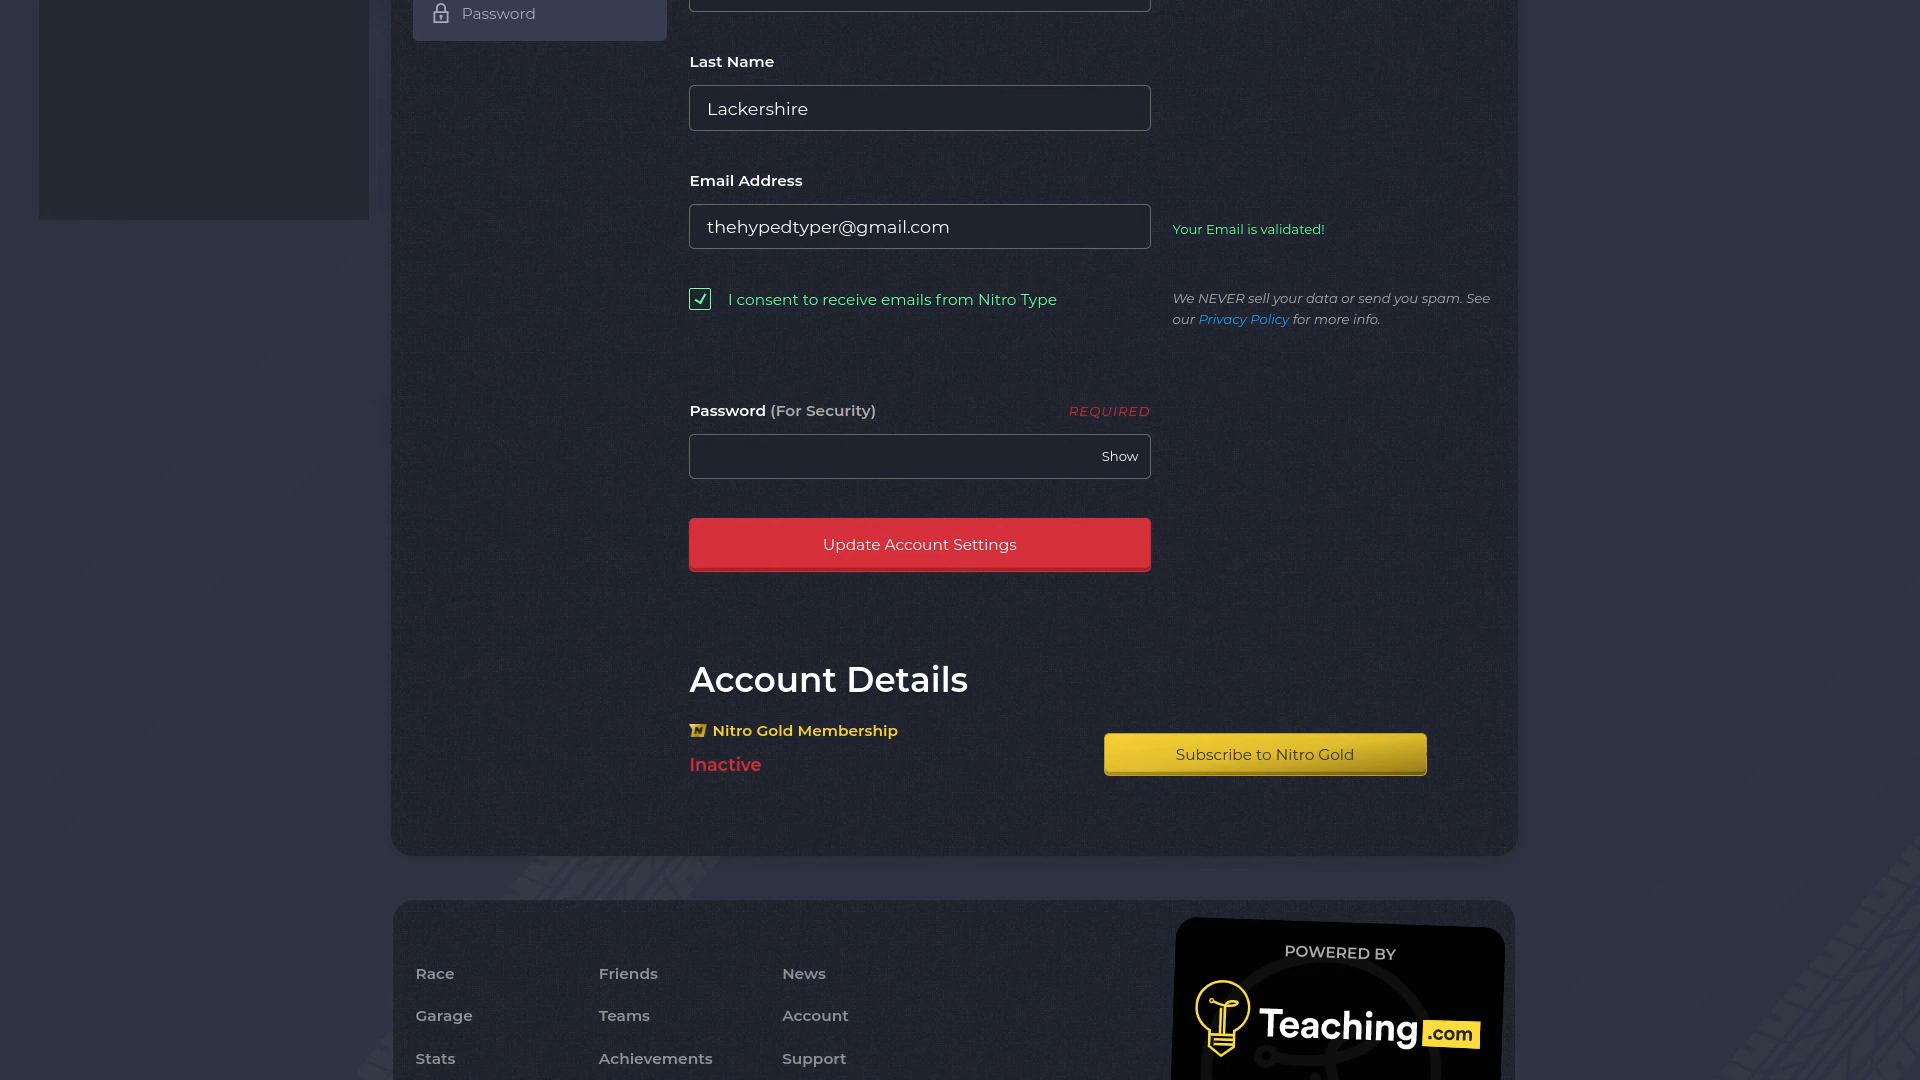 Password
Last Name
Lackershire
Email Address
thehypedtyper@gmail.com
Your Email is validated!
I consent to receive emails from Nitro Type
We NEVER sell your data or send you spam. See
our Privacy Policy for more info.
Password (For Security)
REQUIRED
Show
Update Account Settings
Account Details
N Nitro Gold Membership
Inactive
Subscribe to Nitro Gold
Race
Friends
News
Garage
Teams
Account
Stats
Achievements
Support
POWERED BY
Teaching.com